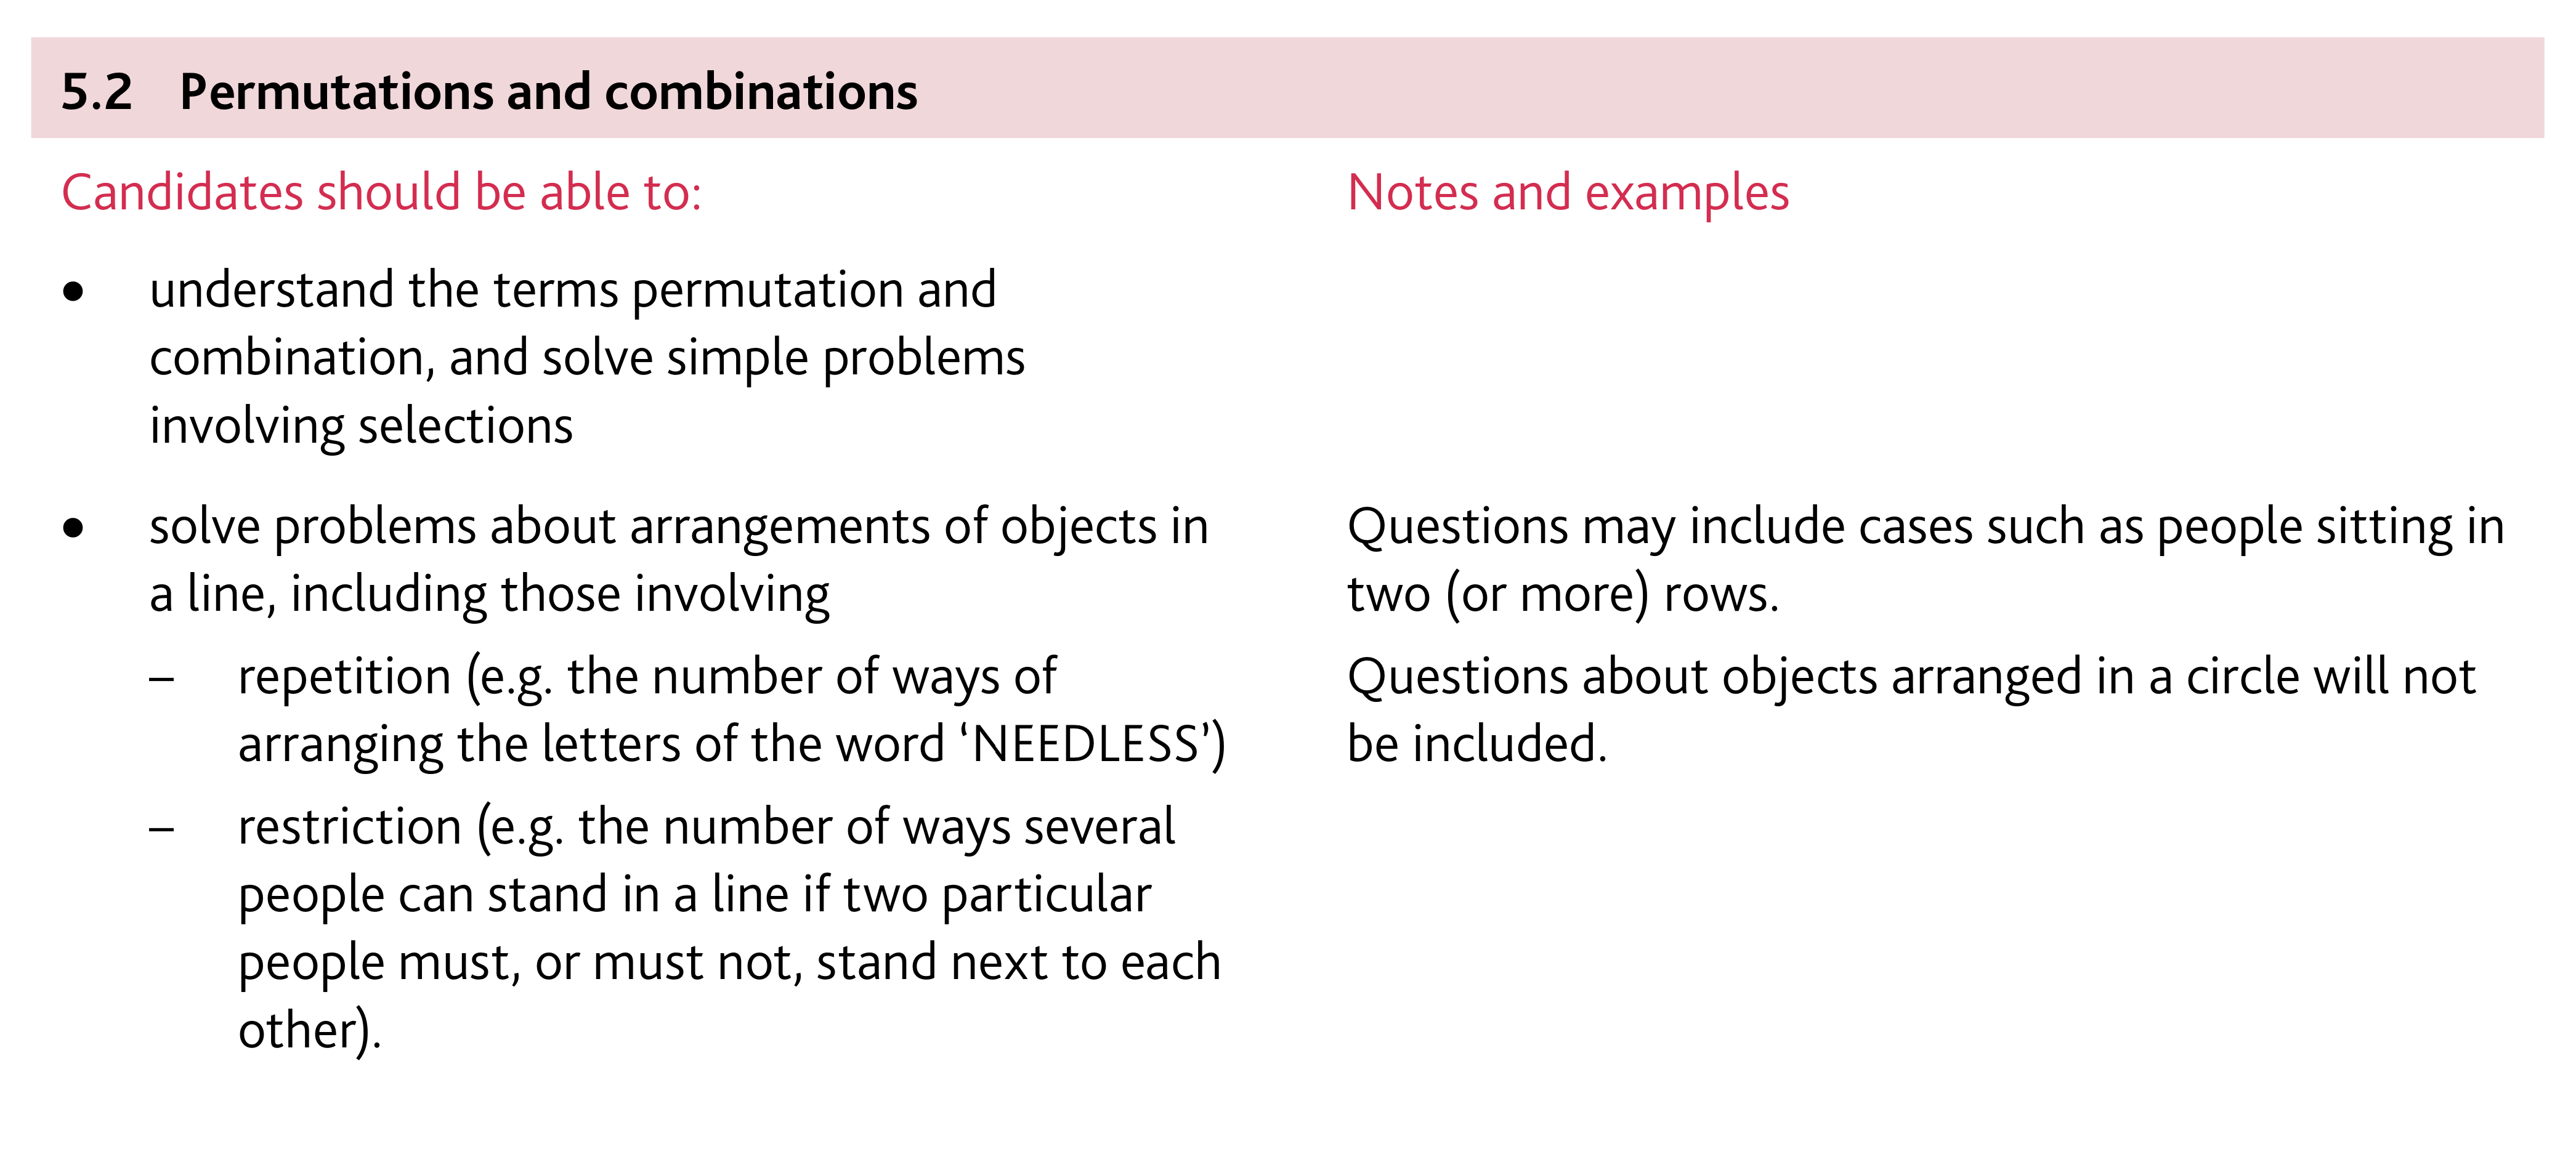 5.2 Permutations and combinations
Candidates should be able to:
Notes and examples
• understand the terms permutation and
combination, and solve simple problems
involving selections
• solve problems about arrangements of objects in
a line, including those involving
– repetition (e.g. the number of ways of
arranging the letters of the word ‘NEEDLESS’)
– restriction (e.g. the number of ways several
people can stand in a line if two particular
people must, or must not, stand next to each
other).
Questions may include cases such as people sitting in
two (or more) rows.
Questions about objects arranged in a circle will not
be included.